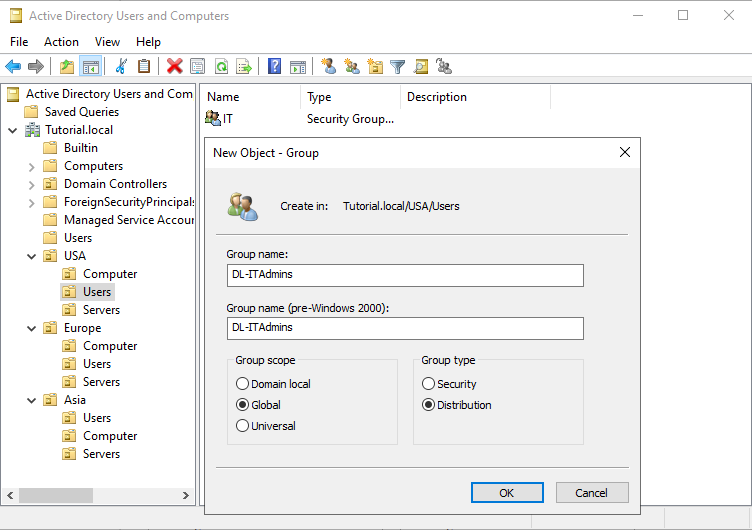 Active Directory Users and Computers
File Action View Help
Active Directory Users and Com
Saved Queries
Tutorial.local
Builtin
Computers
Domain Controllers
ForeignSecurityPrincipals
Managed Service Accour
Users
USA
Computer
Users
Servers
Europe
Computer
Users
Servers
Asia
Users
Computer
Servers
Name Type Description
IT Security Group...
New Object - Group
Create in: Tutorial.local/USA/Users
Group name:
DL-ITAdmins
Group name (pre-Windows 2000):
DL-ITAdmins
Group scope
Domain local
Global
Universal
Group type
Security
Distribution
OK Cancel